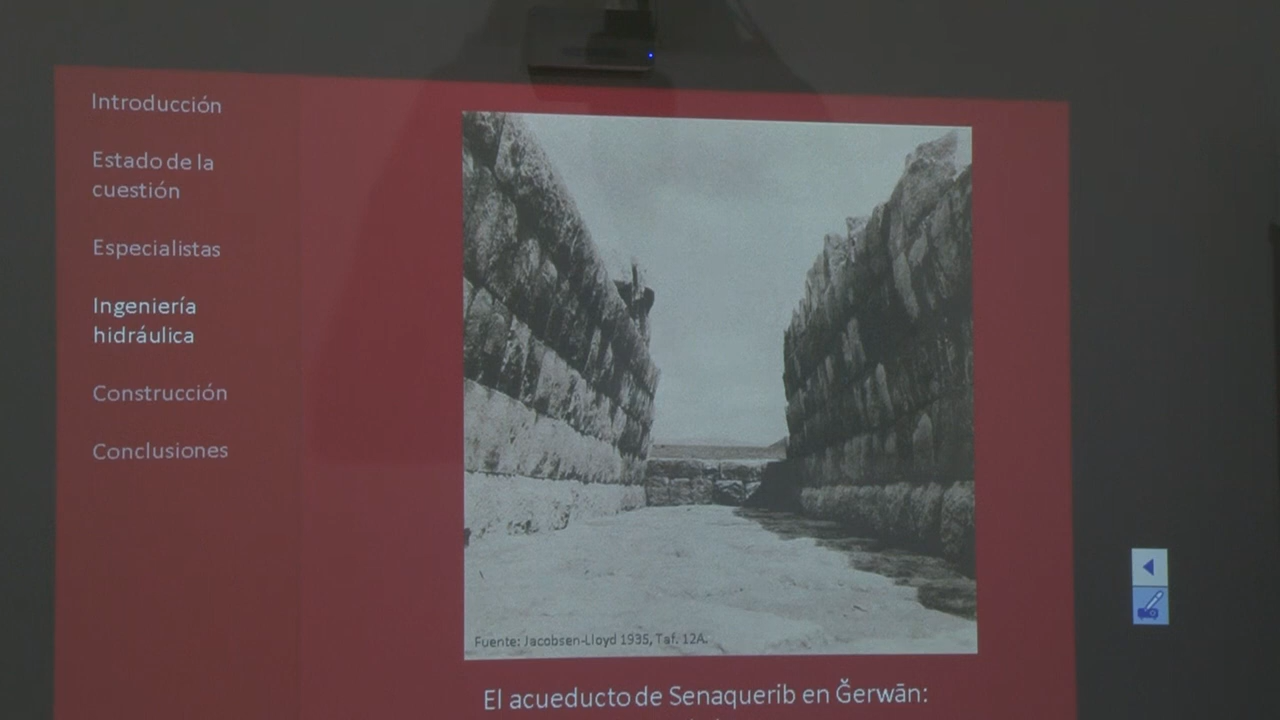 Introducción
Estado de la
cuestión
Especialistas
Ingeniería
hidráulica
Construcción
Conclusiones
Fuente: Jacobsen-Lloyd 1935, Taf. 12A.
El acueducto de Senaquerib en Ğerwān: